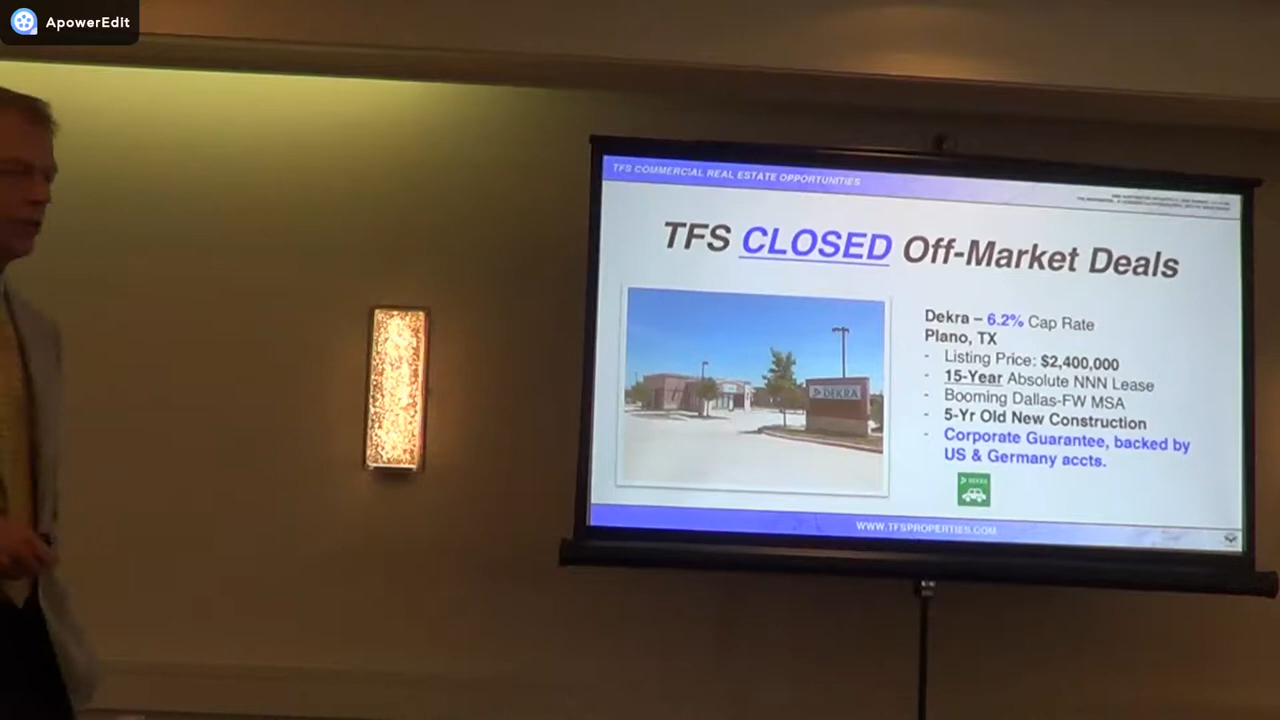 ApowerEdit
TFS COMMERCIAL REAL ESTATE OPPORTUNITIES
TFS CLOSED Off-Market Deals
Dekra – 6.2% Cap Rate
Plano, TX
- Listing Price: $2,400,000
- 15-Year Absolute NNN Lease
- Booming Dallas-FW MSA
- 5-Yr Old New Construction
- Corporate Guarantee, backed by
US & Germany accts.
DEKRA
DEKRA
WWW.TFSPROPERTIES.COM